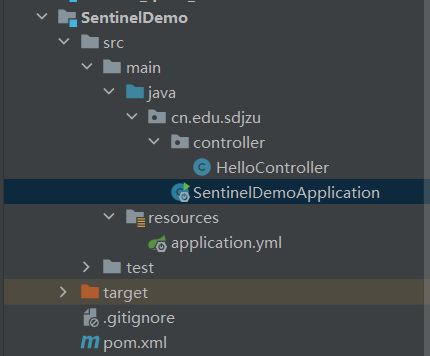 SentinelDemo
src
main
java
cn.edu.sdjzu
controller
HelloController
SentinelDemoApplication
resources
application.yml
test
target
.gitignore
pom.xml